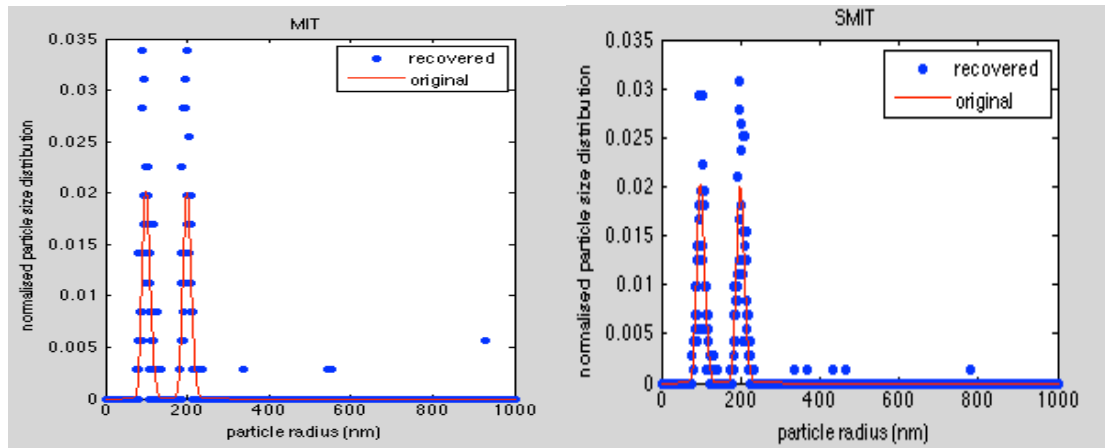 MIT
0.035
0.03
0.025
0.02
0.015
0.01
0.005
0
0 200 400 600 800 1000
normalised particle size distribution
particle radius (nm)
recovered
original
SMIT
0.035
0.03
0.025
0.02
0.015
0.01
0.005
0
0 200 400 600 800 1000
normalised particle size distribution
particle radius (nm)
recovered
original